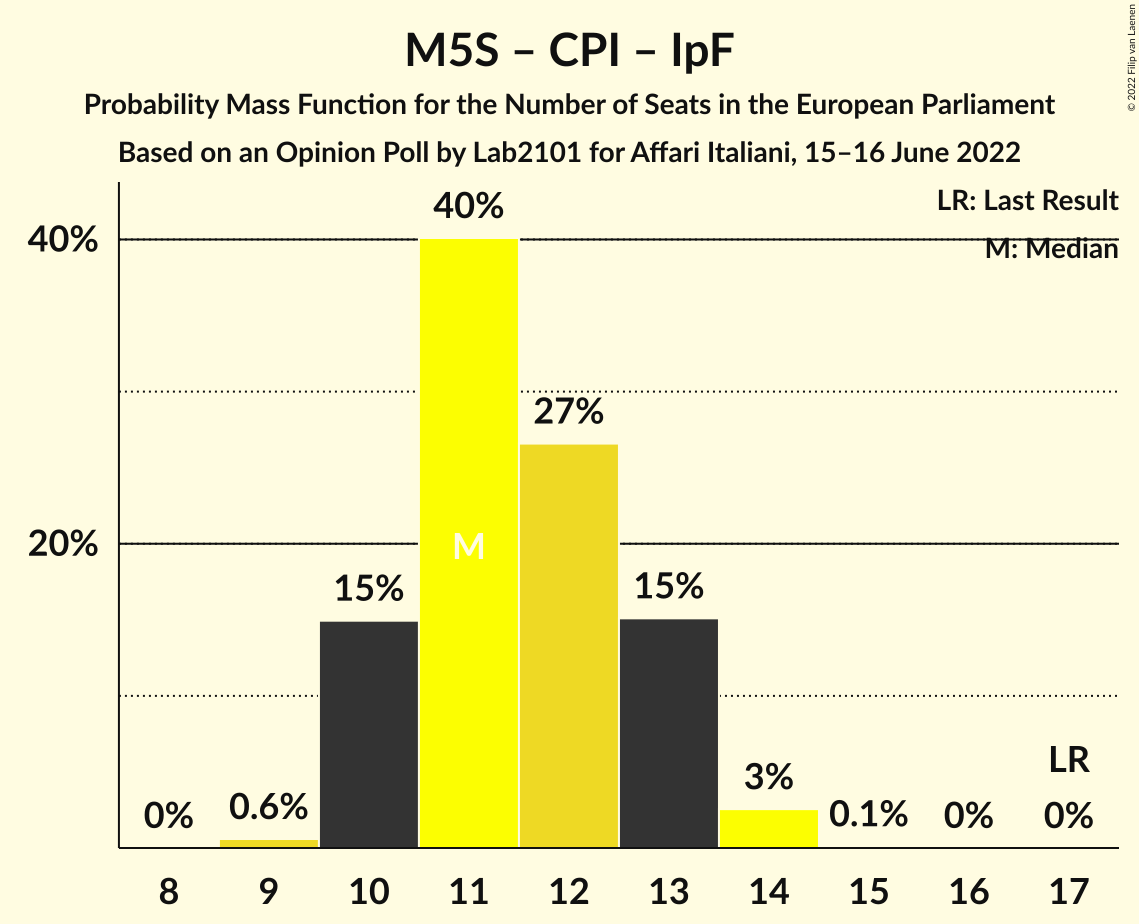 M5S – CPI – IpF
Probability Mass Function for the Number of Seats in the European Parliament
Based on an Opinion Poll by Lab2101 for Affari Italiani, 15–16 June 2022
© 2022 Filip van Laenen
LR: Last Result
M: Median
40%
20%
0%
0.6%
15%
40%
M
27%
15%
3%
0.1%
0%
LR
0%
8
9
10
11
12
13
14
15
16
17